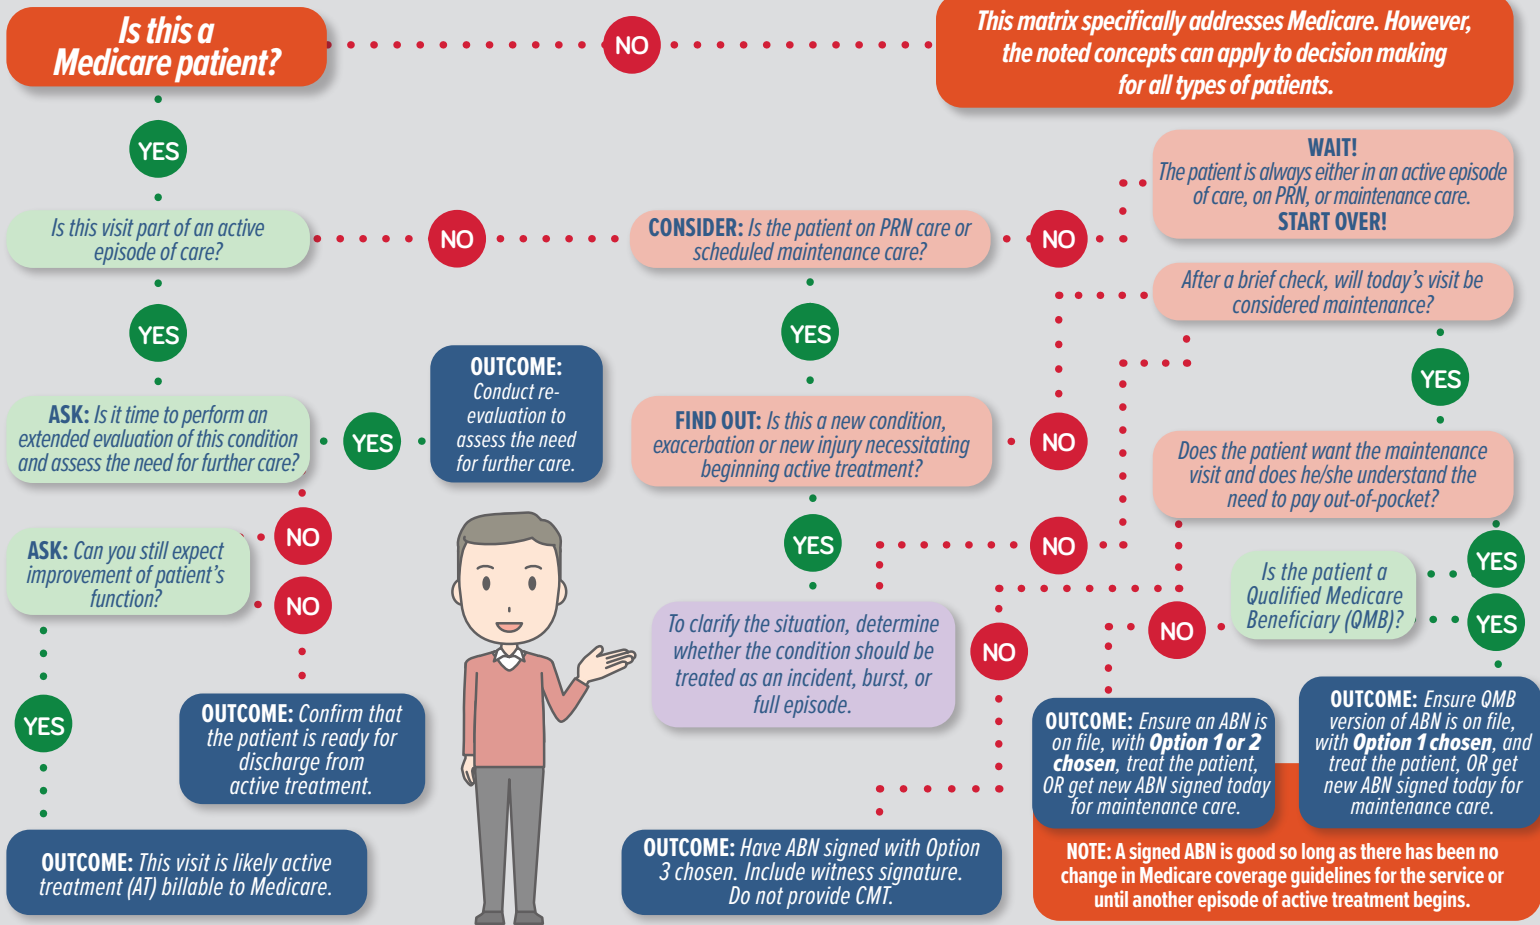 Is this a
Medicare patient?
NO
This matrix specifically addresses Medicare. However,
the noted concepts can apply to decision making
for all types of patients.
YES
WAIT!
The patient is always either in an active episode
of care, on PRN, or maintenance care.
START OVER!
Is this visit part of an active
episode of care?
NO
CONSIDER: Is the patient on PRN care or
scheduled maintenance care?
NO
After a brief check, will today's visit be
considered maintenance?
YES
YES
YES
ASK: Is it time to perform an
extended evaluation of this condition
and assess the need for further care?
YES
OUTCOME:
Conduct re-
evaluation to
assess the need
for further care.
FIND OUT: Is this a new condition,
exacerbation or new injury necessitating
beginning active treatment?
NO
Does the patient want the maintenance
visit and does he/she understand the
need to pay out-of-pocket?
NO
ASK: Can you still expect
improvement of patient's
function?
NO
YES
NO
YES
Is the patient a
Qualified Medicare
Beneficiary (QMB)?
YES
NO
To clarify the situation, determine
whether the condition should be
treated as an incident, burst, or
full episode.
NO
YES
OUTCOME: Confirm that
the patient is ready for
discharge from
active treatment.
OUTCOME: Ensure an ABN is
on file, with Option 1 or 2
chosen, treat the patient,
OR get new ABN signed today
for maintenance care.
OUTCOME: Ensure QMB
version of ABN is on file,
with Option 1 chosen, and
treat the patient, OR get
new ABN signed today for
maintenance care.
OUTCOME: This visit is likely active
treatment (AT) billable to Medicare.
OUTCOME: Have ABN signed with Option
3 chosen. Include witness signature.
Do not provide CMT.
NOTE: A signed ABN is good so long as there has been no
change in Medicare coverage guidelines for the service or
until another episode of active treatment begins.